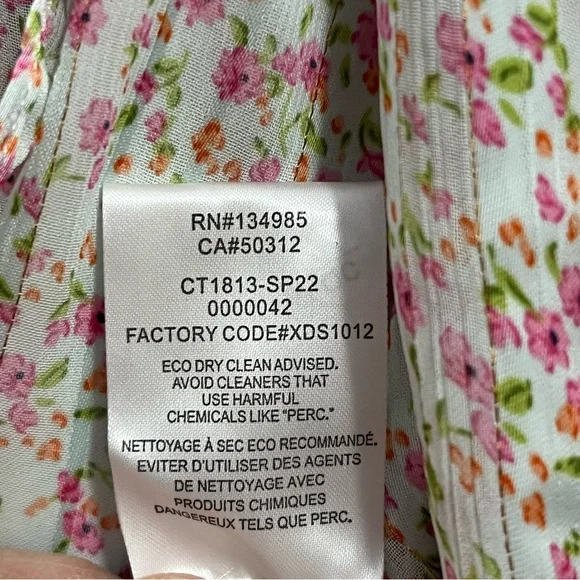 RN#134985
CA#50312
CT1813-SP22
0000042
FACTORY CODE#XDS1012
ECO DRY CLEAN ADVISED.
AVOID CLEANERS THAT
USE HARMFUL
CHEMICALS LIKE "PERC."
NETTOYAGE À SEC ECO RECOMMANDÉ.
EVITER D'UTILISER DES AGENTS
DE NETTOYAGE AVEC
PRODUITS CHIMIQUES
DANGEREUX TELS QUE PERC.